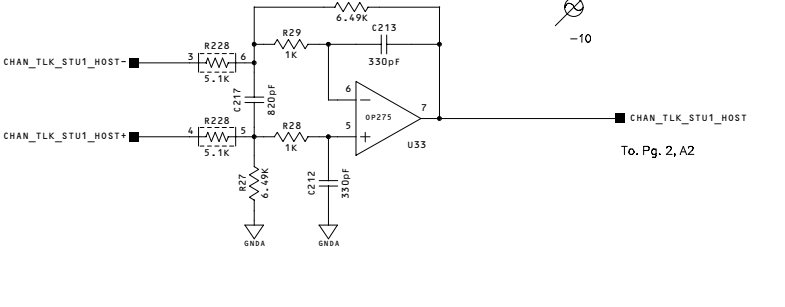 6.49K
C213
R29
1K
330pF
-10
CHAN_TLK_STU1_HOST-
3
R228
6
5.1K
C217
820pF
6
OP275
7
CHAN_TLK_STU1_HOST
CHAN_TLK_STU1_HOST+
4
R228
5
5.1K
R28
1K
5
U33
To. Pg. 2, A2
R27
6.49K
C212
330pF
GNDA
GNDA